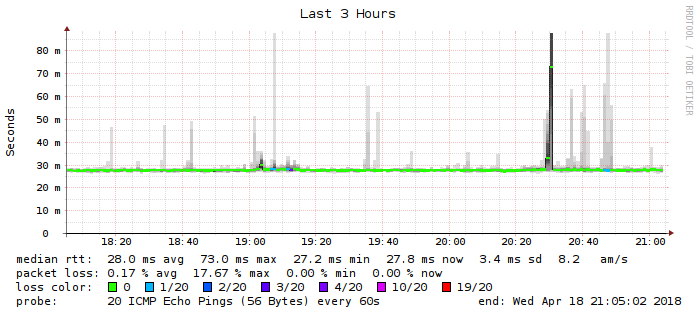 Last 3 Hours
RRDTOOL / TOBI OETIKER
Seconds
80 m
70 m
60 m
50 m
40 m
30 m
20 m
10 m
0
18:20 18:40 19:00 19:20 19:40 20:00 20:20 20:40 21:00
median rtt: 28.0 ms avg 73.0 ms max 27.2 ms min 27.8 ms now 3.4 ms sd 8.2 am/s
packet loss: 0.17 % avg 17.67 % max 0.00 % min 0.00 % now
loss color: 0 1/20 2/20 3/20 4/20 10/20 19/20
probe: 20 ICMP Echo Pings (56 Bytes) every 60s end: Wed Apr 18 21:05:02 2018